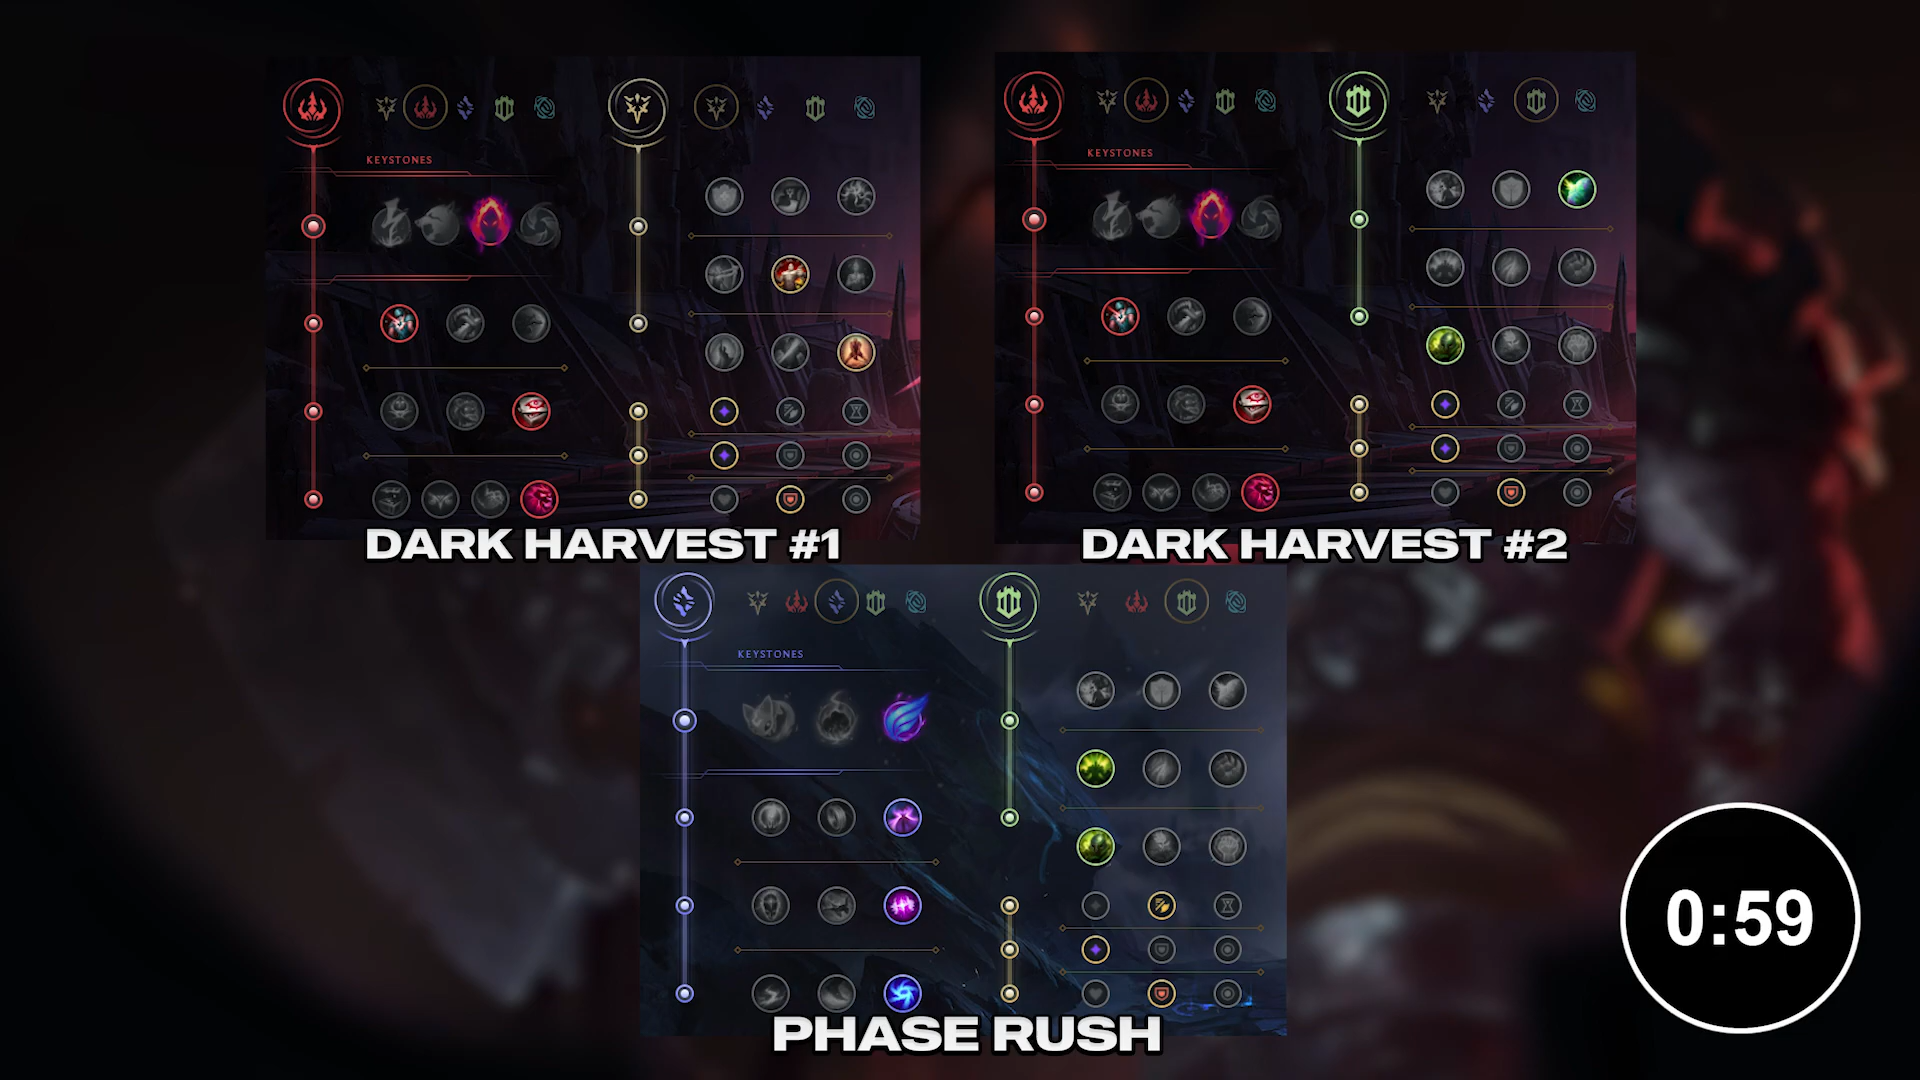 KEYSTONES
KEYSTONES
DARK HARVEST #1
DARK HARVEST #2
KEYSTONES
0:59
PHASE RUSH